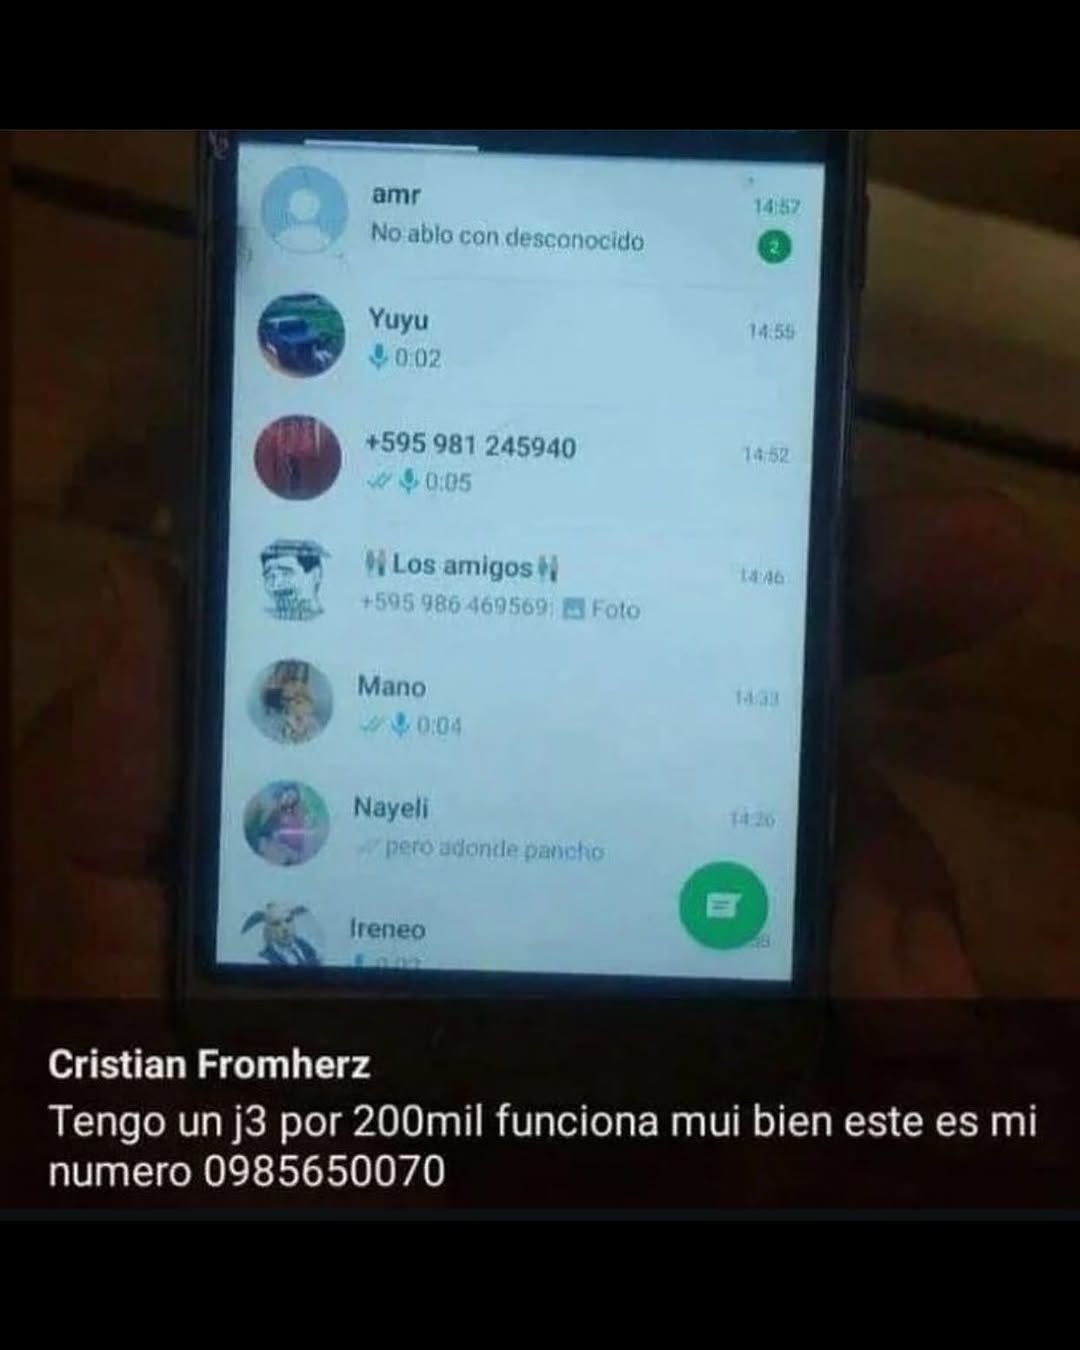 amr
14:57
No ablo con desconocido
2
Yuyu
14:55
0:02
+595 981 245940
14:52
0:05
Los amigos
14:46
+595 986 469569: Foto
Mano
14:33
0:04
Nayeli
14:26
pero adonde pancho
Ireneo
Cristian Fromherz
Tengo un j3 por 200mil funciona mui bien este es mi
numero 0985650070